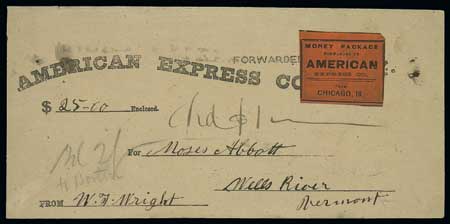 FORWARDED
AMERICAN EXPRESS CO
MONEY PACKAGE
AMERICAN
EXPRESS CO.
FROM
CHICAGO, Ill.
$ 25.00 Enclosed.
For Moses Abbott
Wells River
Vermont
FROM W. F. Wright